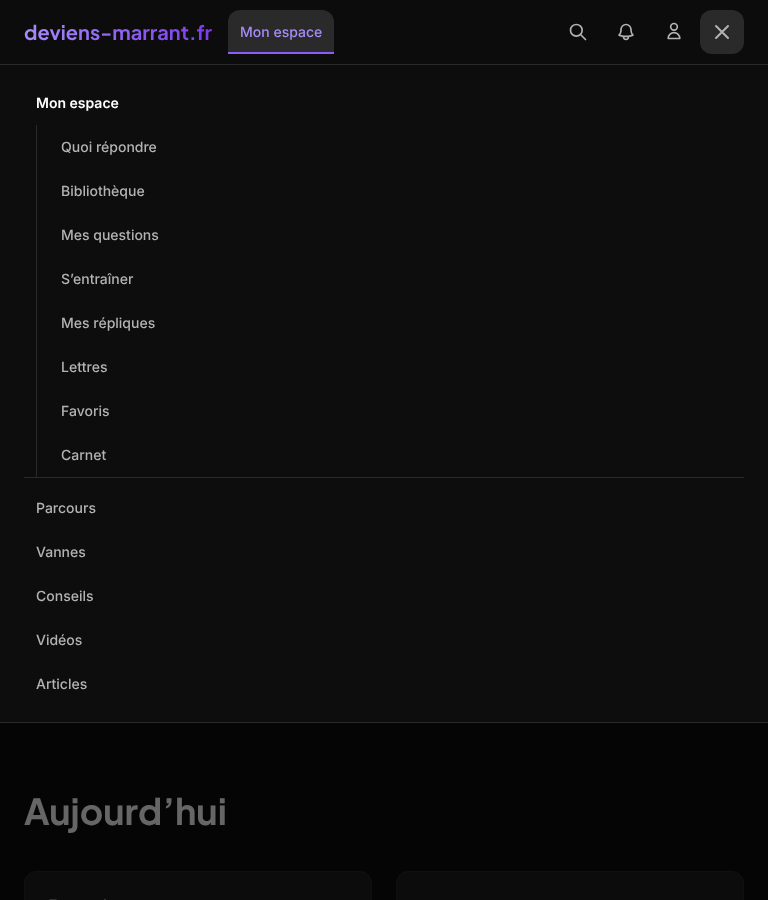 deviens-marrant.fr Mon espace
Mon espace
Quoi répondre
Bibliothèque
Mes questions
S’entraîner
Mes répliques
Lettres
Favoris
Carnet
Parcours
Vannes
Conseils
Vidéos
Articles
Aujourd’hui